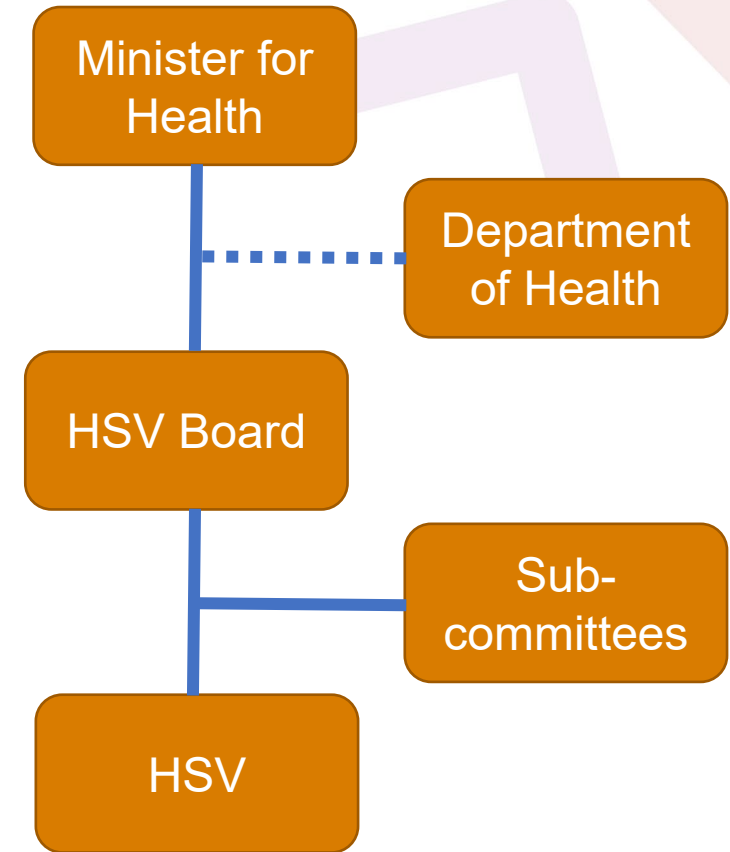 Minister for
Health
Department
of Health
HSV Board
Sub-
committees
HSV